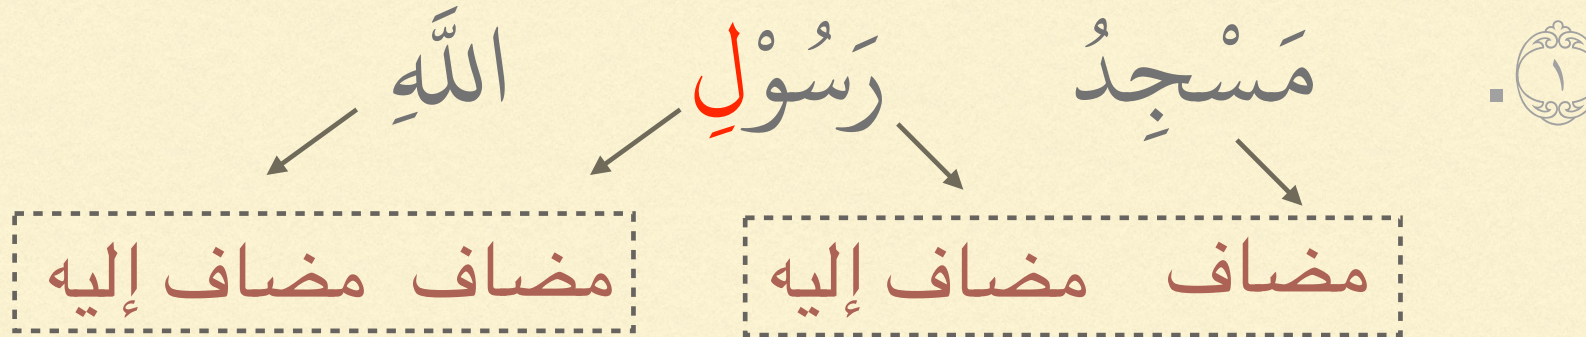 ١. مَسْجِدُ رَسُوْلِ اللَّهِ
مضاف مضاف إليه مضاف مضاف إليه